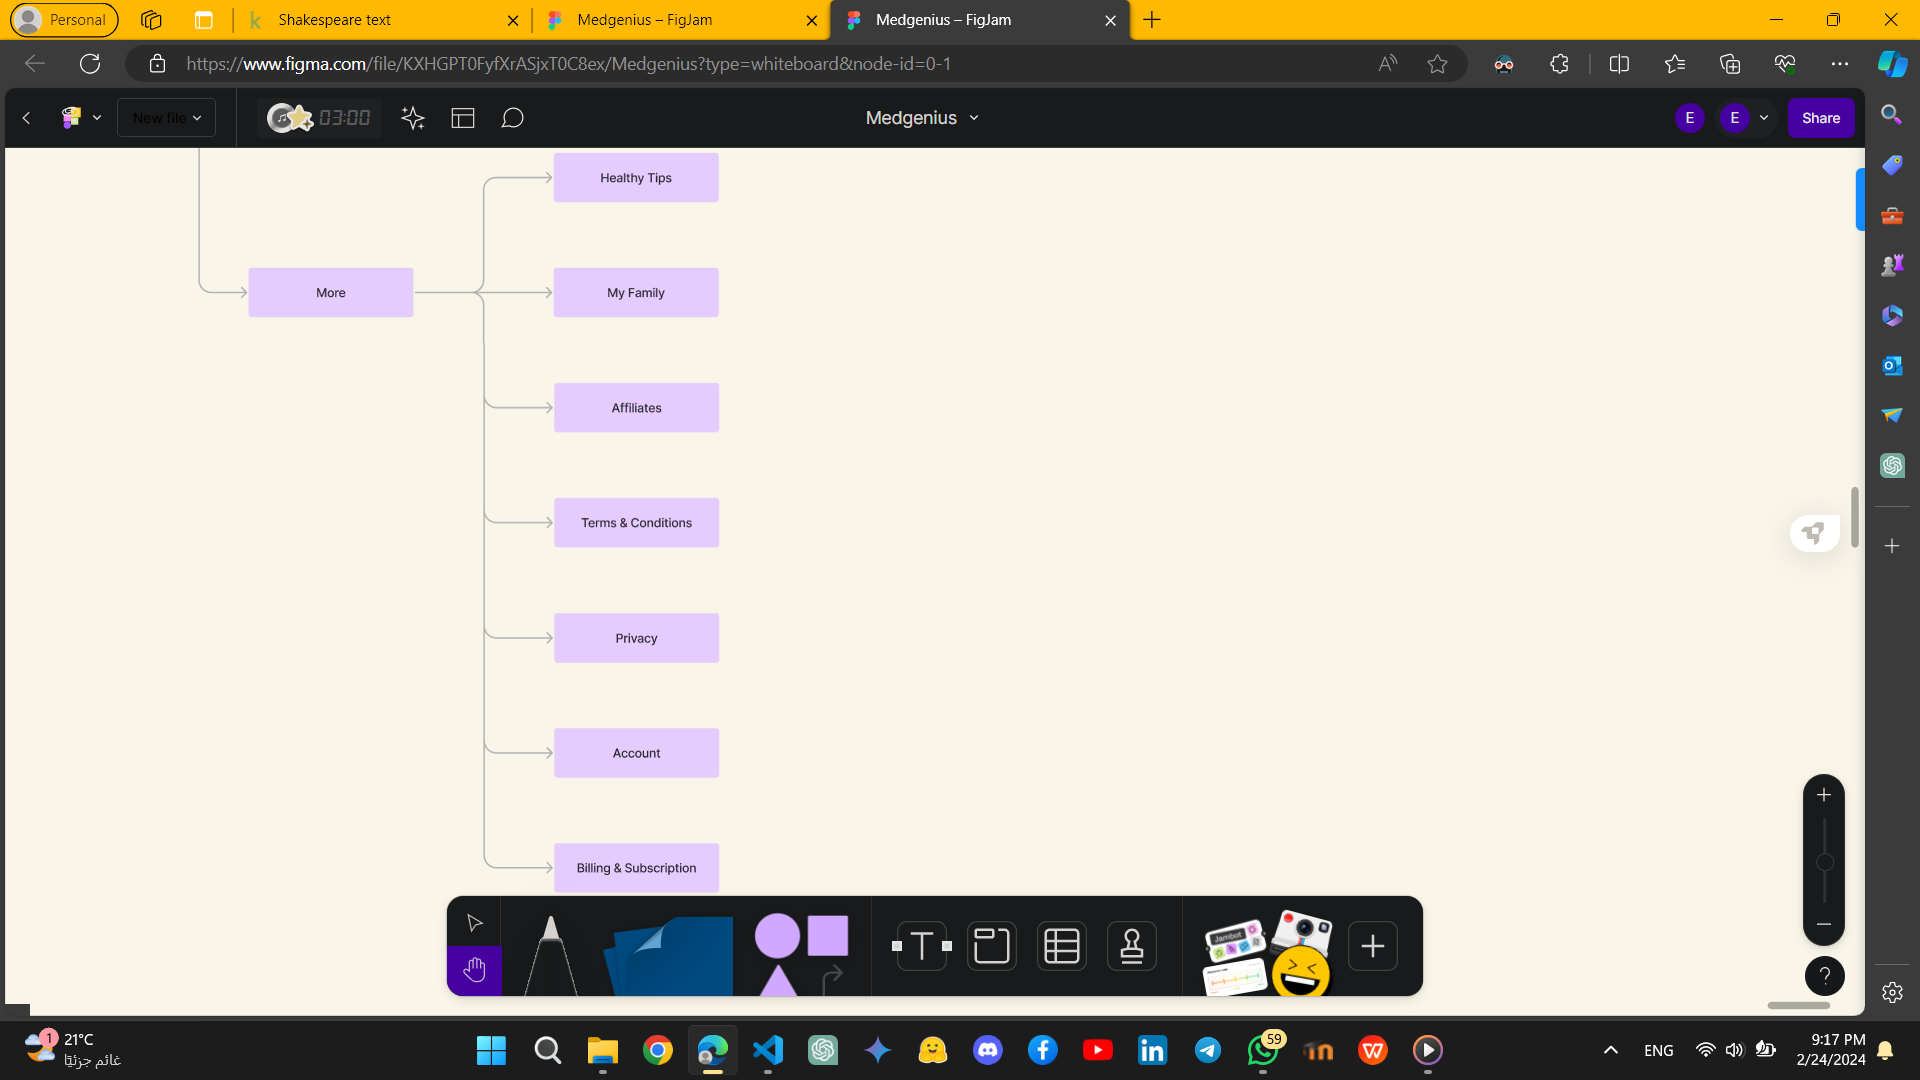 Personal
Shakespeare text
Medgenius – FigJam
Medgenius – FigJam
https://www.figma.com/file/KXHGPT0FyfXrASjxT0C8ex/Medgenius?type=whiteboard&node-id=0-1
New file
03:00
Medgenius
E
E
Share
Healthy Tips
More
My Family
Affiliates
Terms & Conditions
Privacy
Account
Billing & Subscription
T
Jambot
?
1
21°C
غائم جزئيًا
59
ENG
9:17 PM
2/24/2024